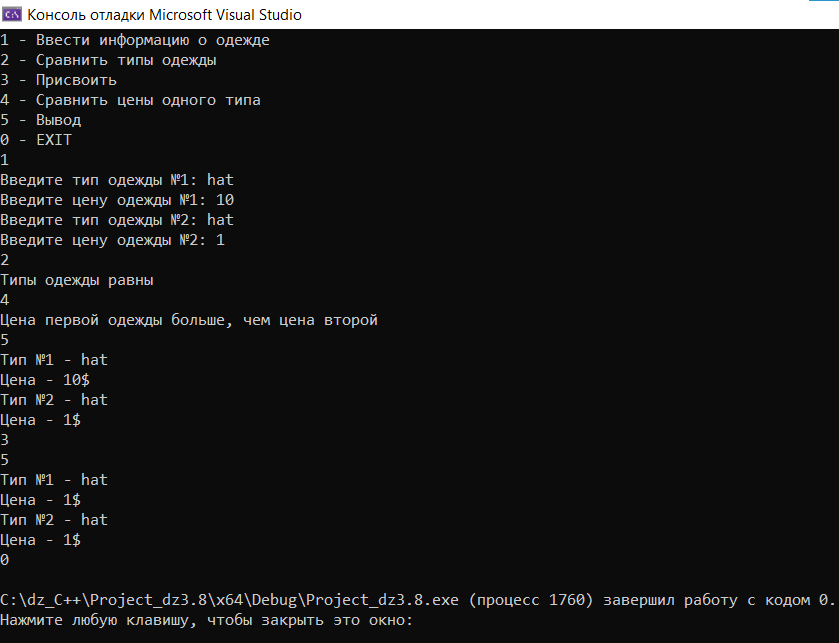 Консоль отладки Microsoft Visual Studio
1 - Ввести информацию о одежде
2 - Сравнить типы одежды
3 - Присвоить
4 - Сравнить цены одного типа
5 - Вывод
0 - EXIT
1
Введите тип одежды №1: hat
Введите цену одежды №1: 10
Введите тип одежды №2: hat
Введите цену одежды №2: 1
2
Типы одежды равны
4
Цена первой одежды больше, чем цена второй
5
Тип №1 - hat
Цена - 10$
Тип №2 - hat
Цена - 1$
3
5
Тип №1 - hat
Цена - 1$
Тип №2 - hat
Цена - 1$
0
C:\dz_C++\Project_dz3.8\x64\Debug\Project_dz3.8.exe (процесс 1760) завершил работу с кодом 0.
Нажмите любую клавишу, чтобы закрыть это окно: